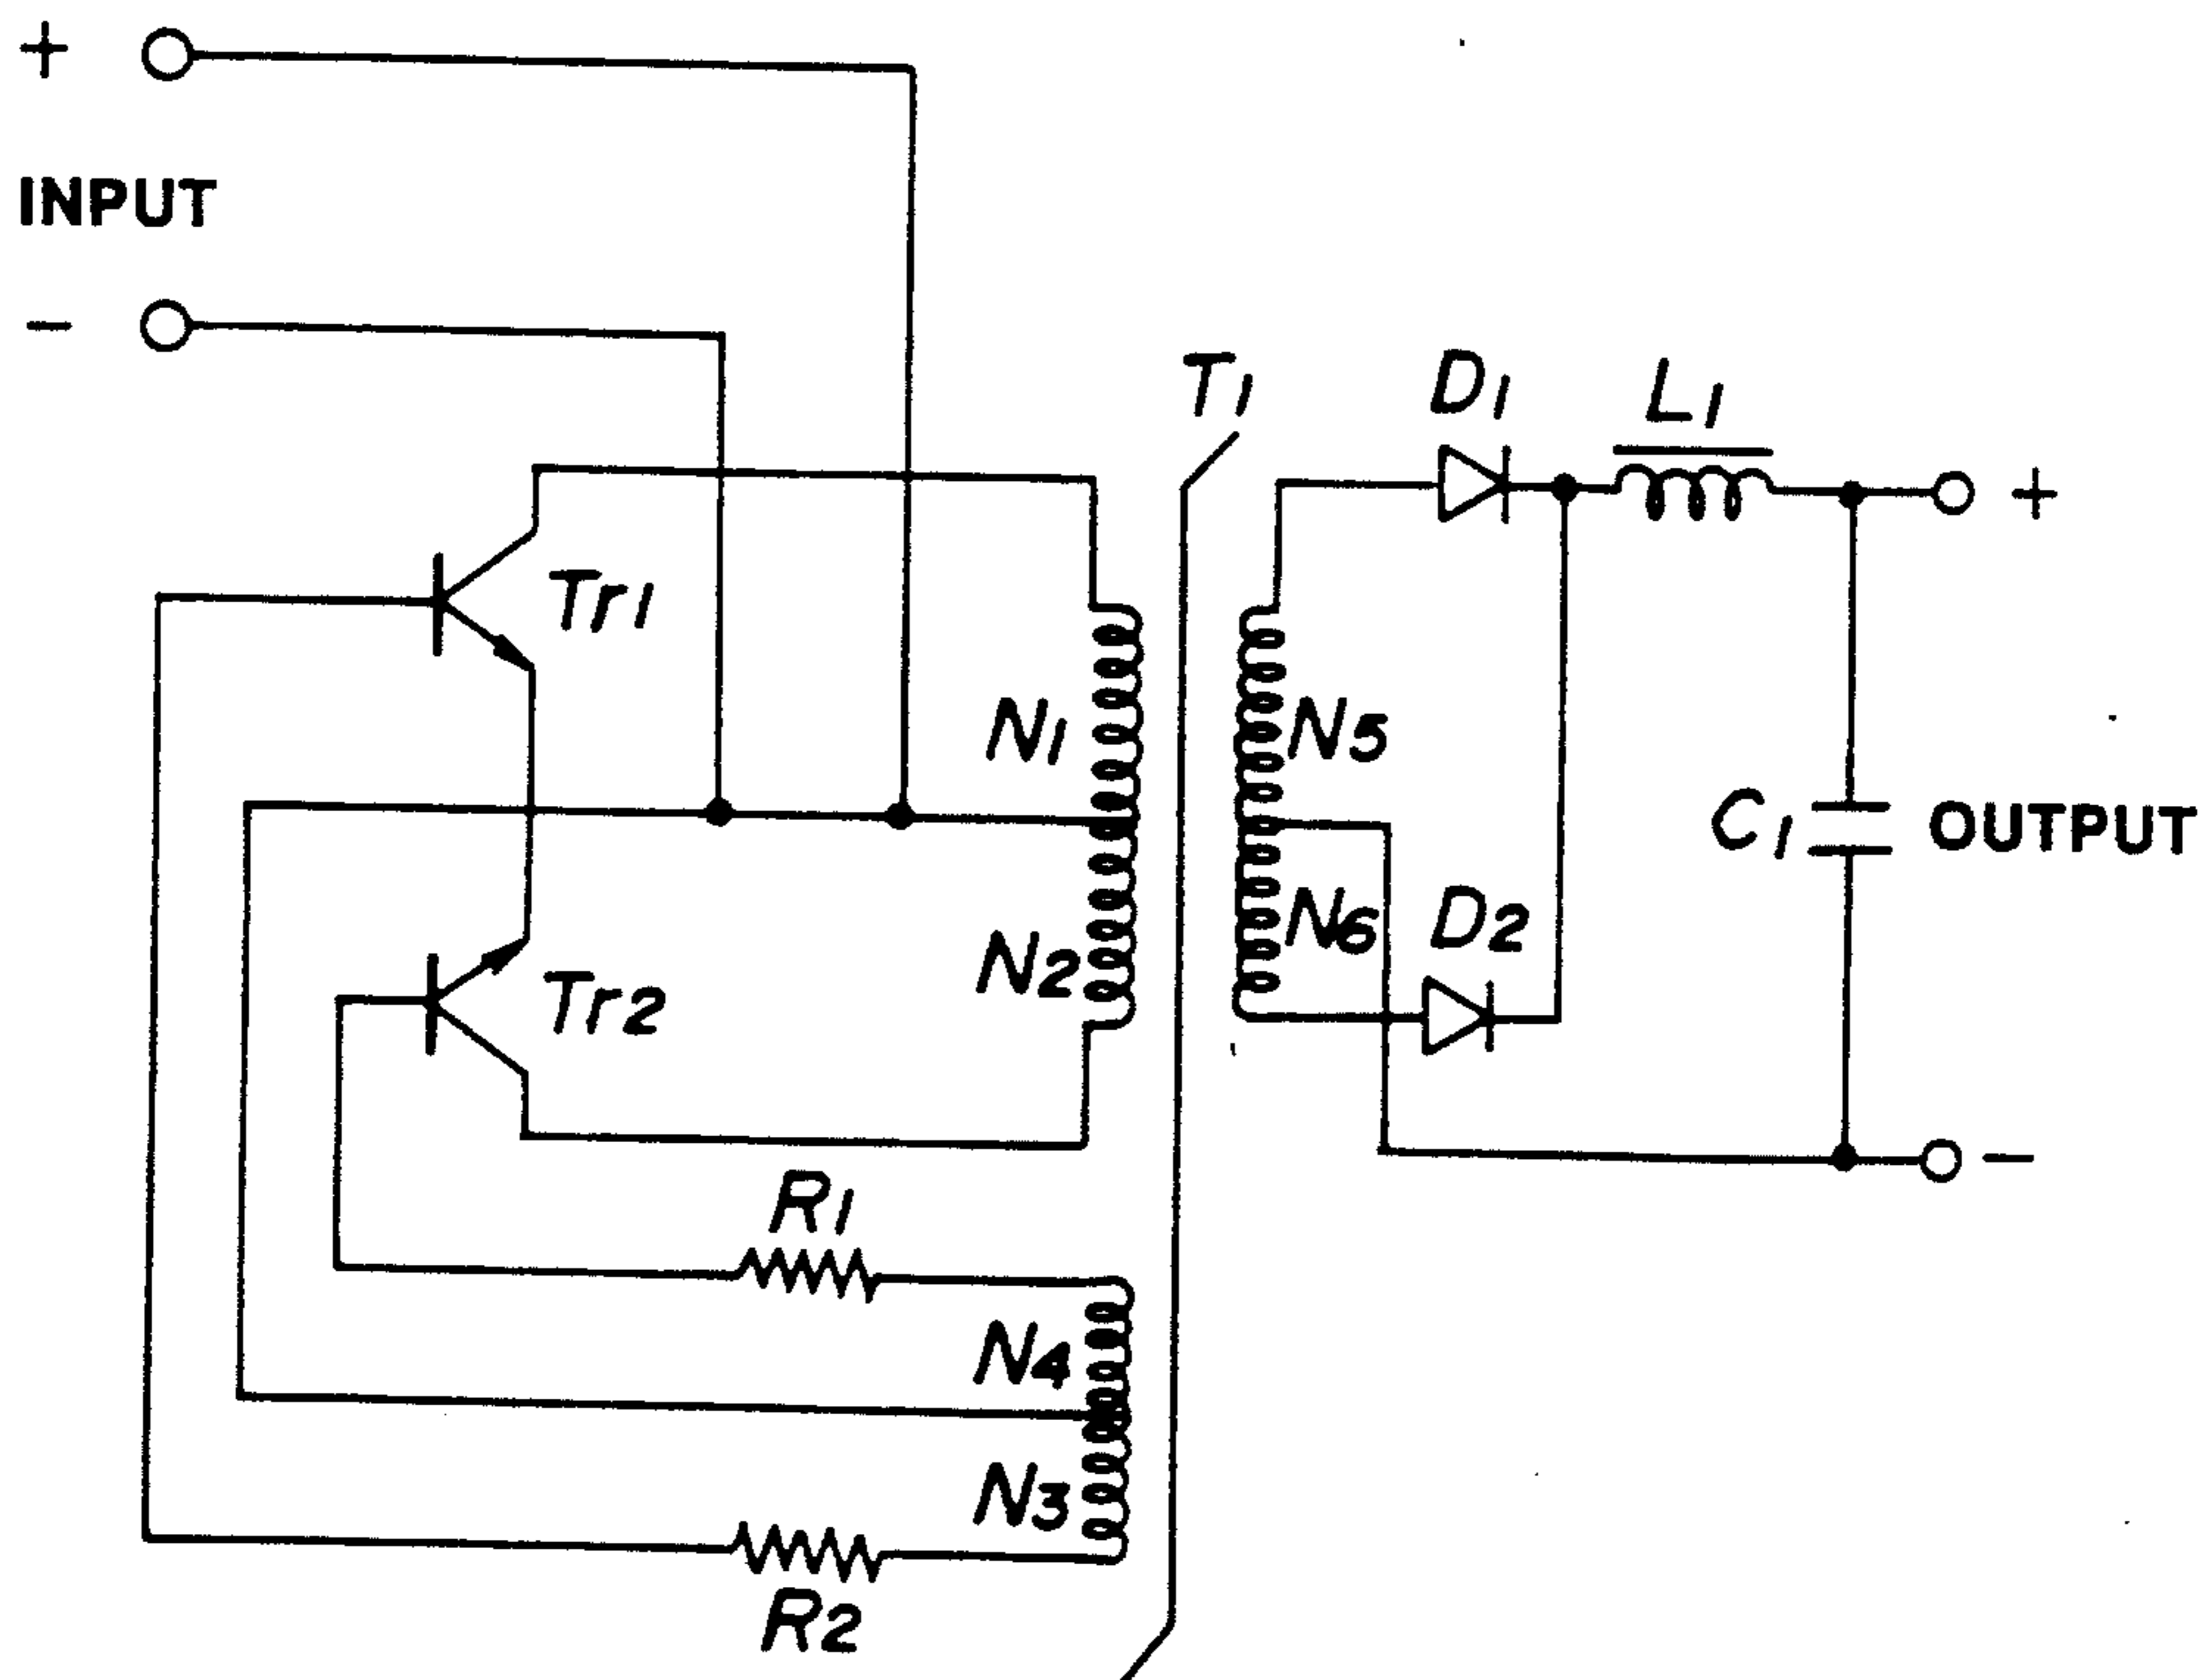 +
INPUT
−
T1
D1
L1
+
Tr1
N1
N5
C1
OUTPUT
N2
N6
D2
Tr2
−
R1
N4
N3
R2